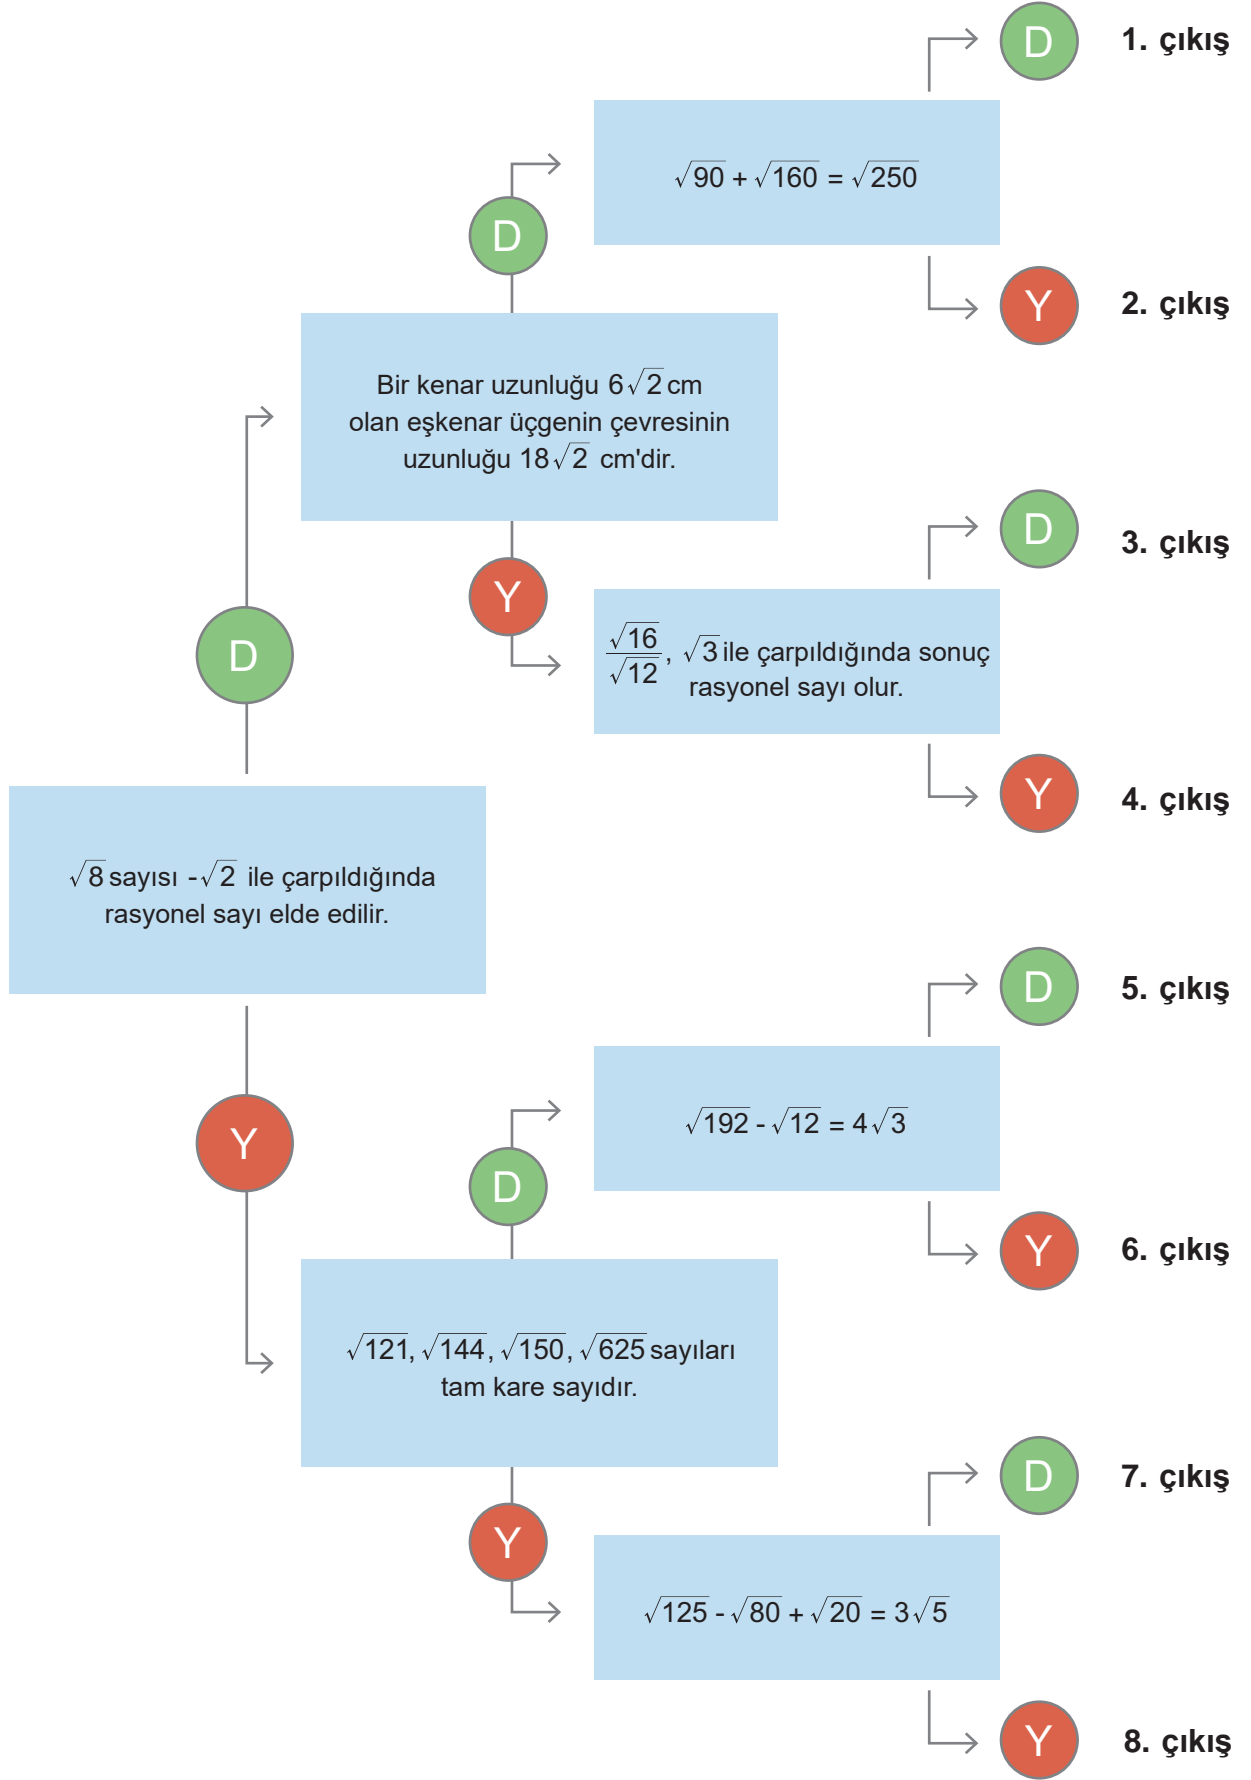 D
1. çıkış
√90 + √160 = √250
D
Y
2. çıkış
Bir kenar uzunluğu 6√2 cm
olan eşkenar üçgenin çevresinin
uzunluğu 18√2 cm'dir.
D
3. çıkış
Y
D
√16/√12, √3 ile çarpıldığında sonuç
rasyonel sayı olur.
Y
4. çıkış
√8 sayısı -√2 ile çarpıldığında
rasyonel sayı elde edilir.
D
5. çıkış
√192 - √12 = 4√3
Y
D
Y
6. çıkış
√121, √144, √150, √625 sayıları
tam kare sayıdır.
D
7. çıkış
Y
√125 - √80 + √20 = 3√5
Y
8. çıkış